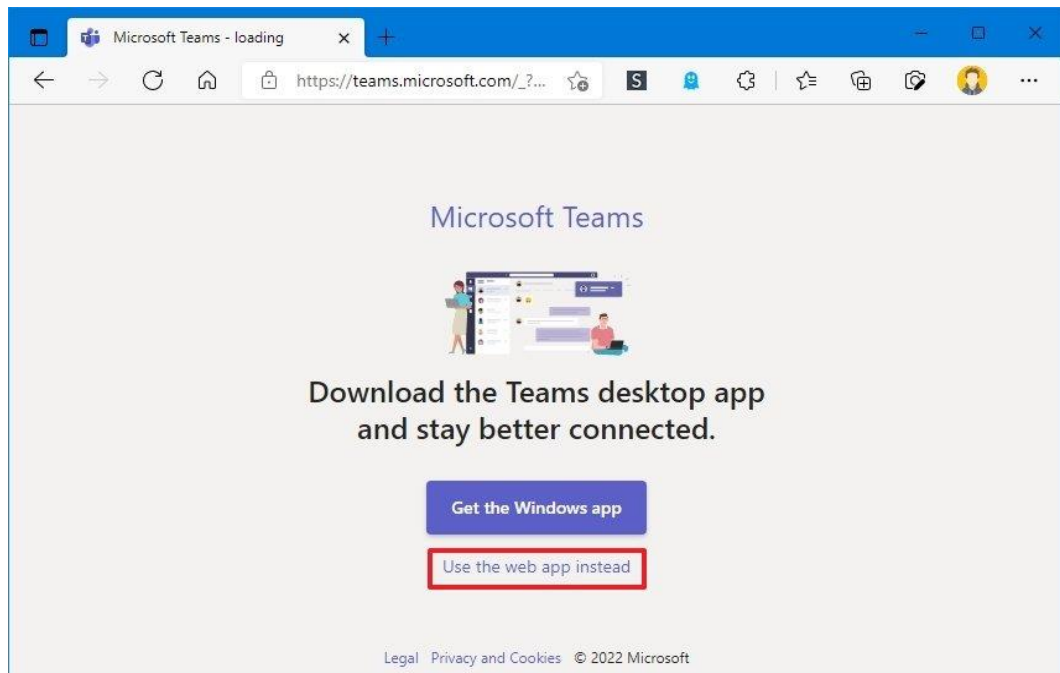 Microsoft Teams - loading
https://teams.microsoft.com/_?...
S
Microsoft Teams
Download the Teams desktop app
and stay better connected.
Get the Windows app
Use the web app instead
Legal Privacy and Cookies © 2022 Microsoft